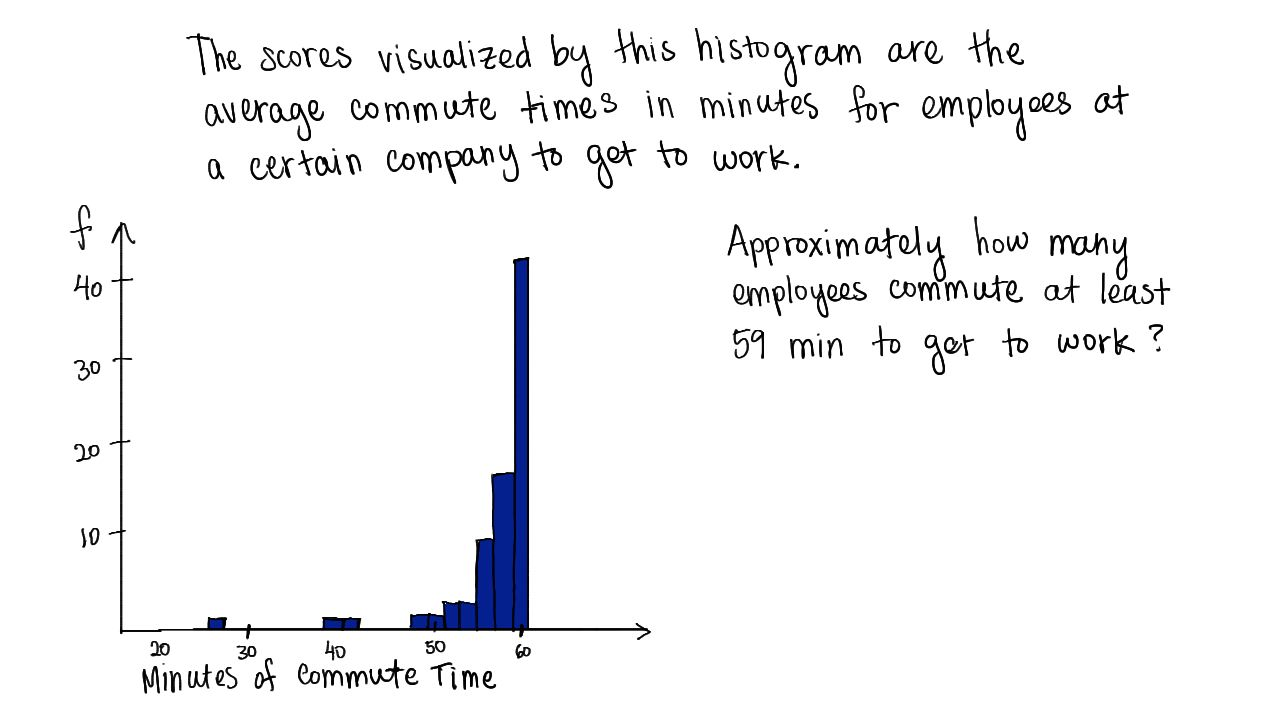 The scores visualized by this histogram are the
average commute times in minutes for employees at
a certain company to get to work.
f
40
30
20
10
20 30 40 50 60
Minutes of Commute Time
Approximately how many
employees commute at least
59 min to get to work?